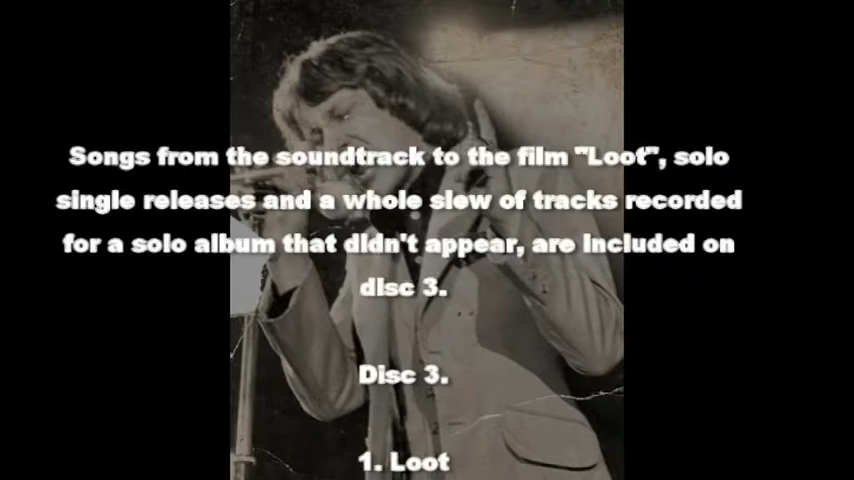 Songs from the soundtrack to the film "Loot", solo
single releases and a whole slew of tracks recorded
for a solo album that didn't appear, are included on
disc 3.
Disc 3.
1. Loot